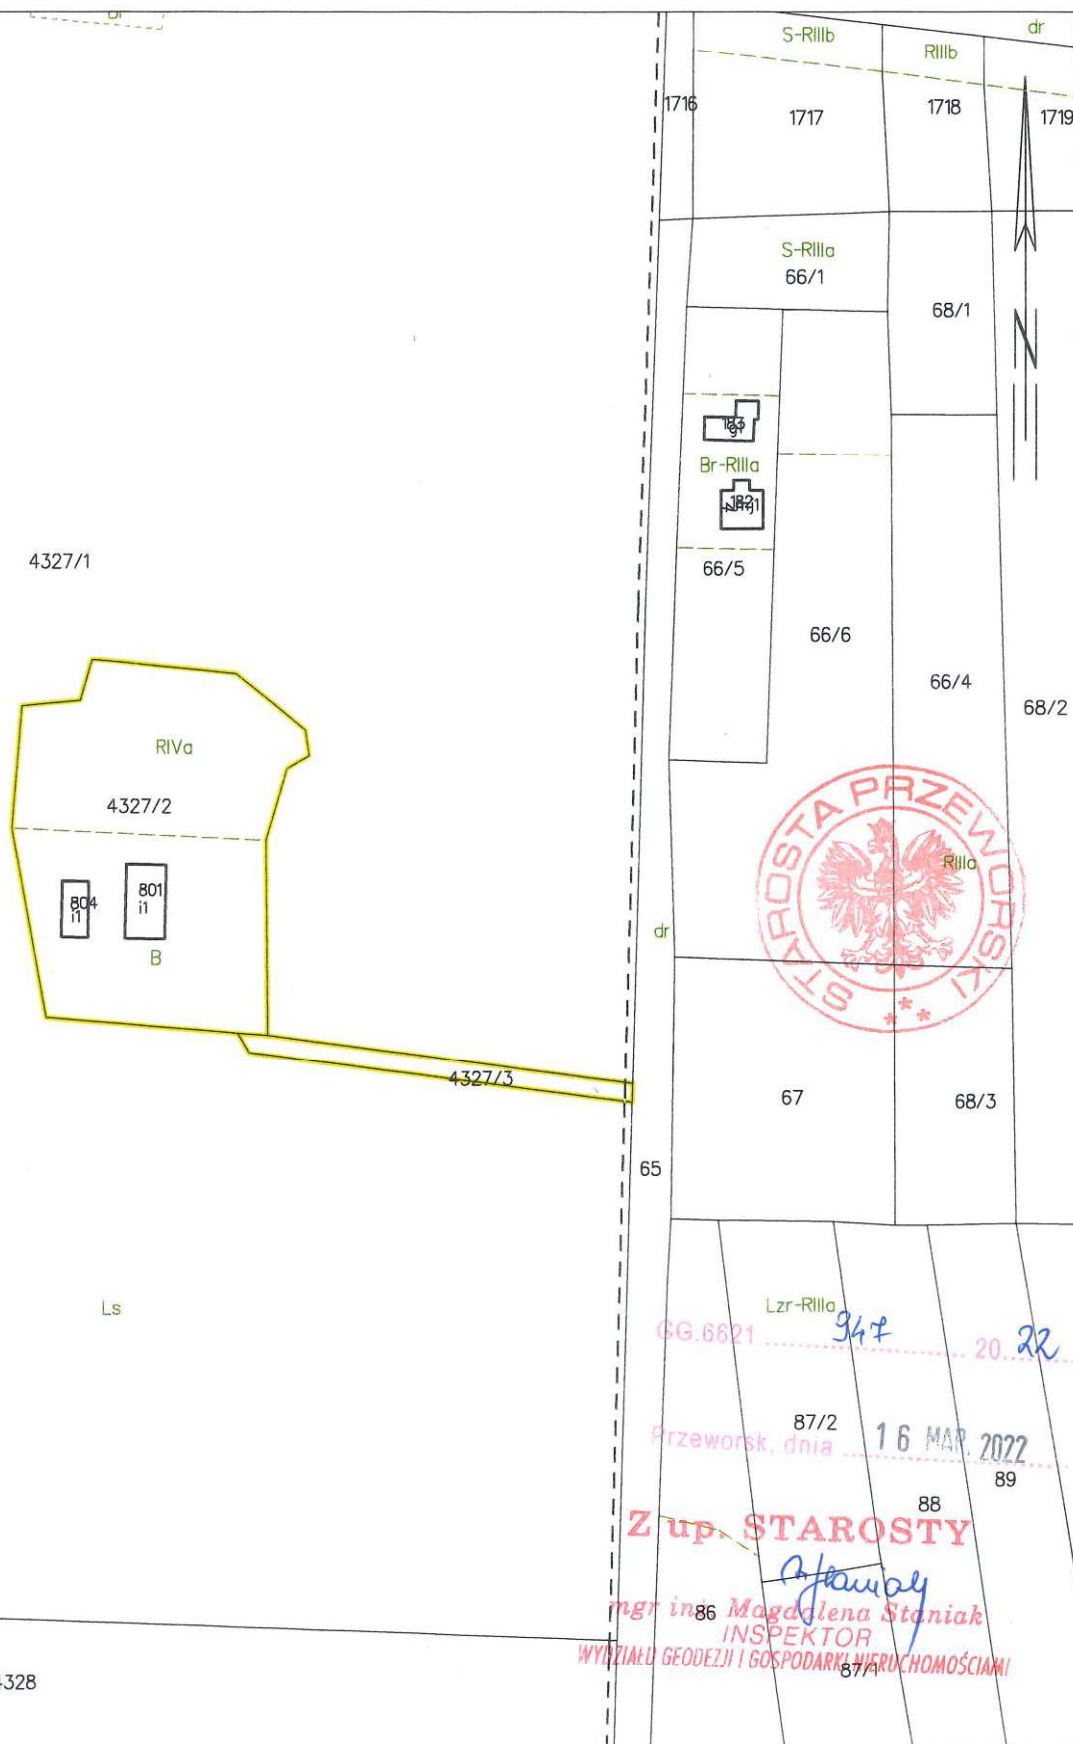 Br
S-RIIIb
RIIIb
dr
1716
1717
1718
1719
S-RIIIa
66/1
68/1
N
183
Br-RIIIa
182
66/5
4327/1
66/6
66/4
68/2
RIVa
4327/2
STAROSTA PRZEWORSKI
RIIIa
804
i1
801
i1
B
dr
4327/3
67
68/3
65
Ls
Lzr-RIIIa
GG.6621 947 20 22
87/2
Przeworsk, dnia 16 MAR. 2022
89
88
Z up. STAROSTY
86
mgr inż. Magdalena Staniak
INSPEKTOR
WYDZIAŁU GEODEZJI I GOSPODARKI NIERUCHOMOŚCIAMI
87/1
4328